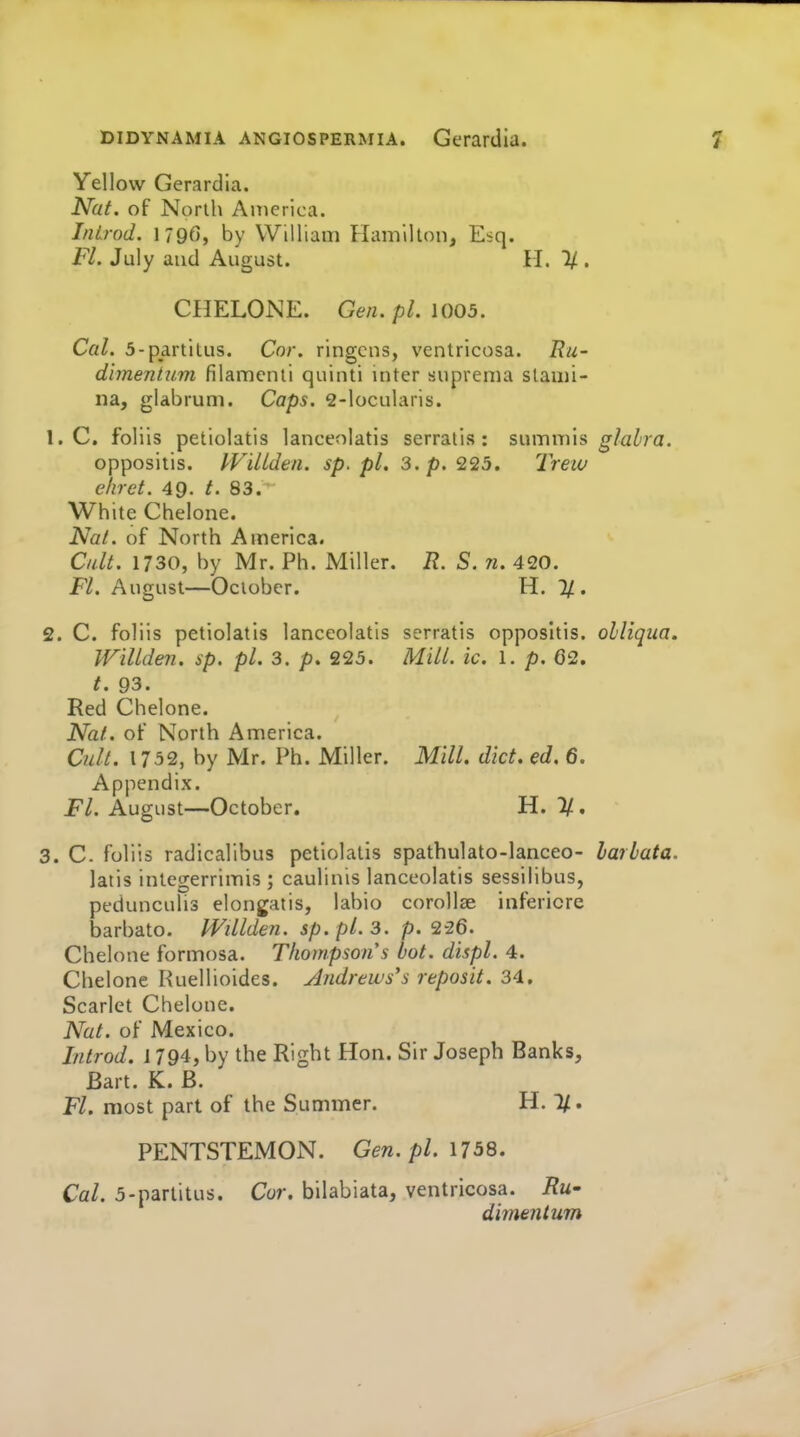 DIDYNAMIA ANGIOSPERMIA. Gerardia. 7
Yellow Gerardia.
Nat. of North America.
Introd. 1796, by William Hamilton, Esq.
Fl. July and August. H. ♃.
CHELONE. Gen. pl. 1005.
Cal. 5-partitus. Cor. ringens, ventricosa. Ru-
dimentum filamenti quinti inter suprema stami-
na, glabrum. Caps. 2-locularis.
1. C. foliis petiolatis lanceolatis serratis: summis glabra.
oppositis. Willden. sp. pl. 3. p. 225. Trew
ehret. 49. t. 83.
White Chelone.
Nat. of North America.
Cult. 1730, by Mr. Ph. Miller. R. S. n. 420.
Fl. August—October. H. ♃.
2. C. foliis petiolatis lanceolatis serratis oppositis. obliqua.
Willden. sp. pl. 3. p. 225. Mill. ic. 1. p. 62.
t. 93.
Red Chelone.
Nat. of North America.
Cult. 1752, by Mr. Ph. Miller. Mill. dict. ed. 6.
Appendix.
Fl. August—October. H. ♃.
3. C. foliis radicalibus petiolatis spathulato-lanceo- barbata.
latis integerrimis; caulinis lanceolatis sessilibus,
pedunculis elongatis, labio corollæ inferiore
barbato. Willden. sp. pl. 3. p. 226.
Chelone formosa. Thompson's bot. displ. 4.
Chelone Ruellioides. Andrews's reposit. 34.
Scarlet Chelone.
Nat. of Mexico.
Introd. 1794, by the Right Hon. Sir Joseph Banks,
Bart. K. B.
Fl. most part of the Summer. H. ♃.
PENTSTEMON. Gen. pl. 1758.
Cal. 5-partitus. Cor. bilabiata, ventricosa. Ru-
dimentum